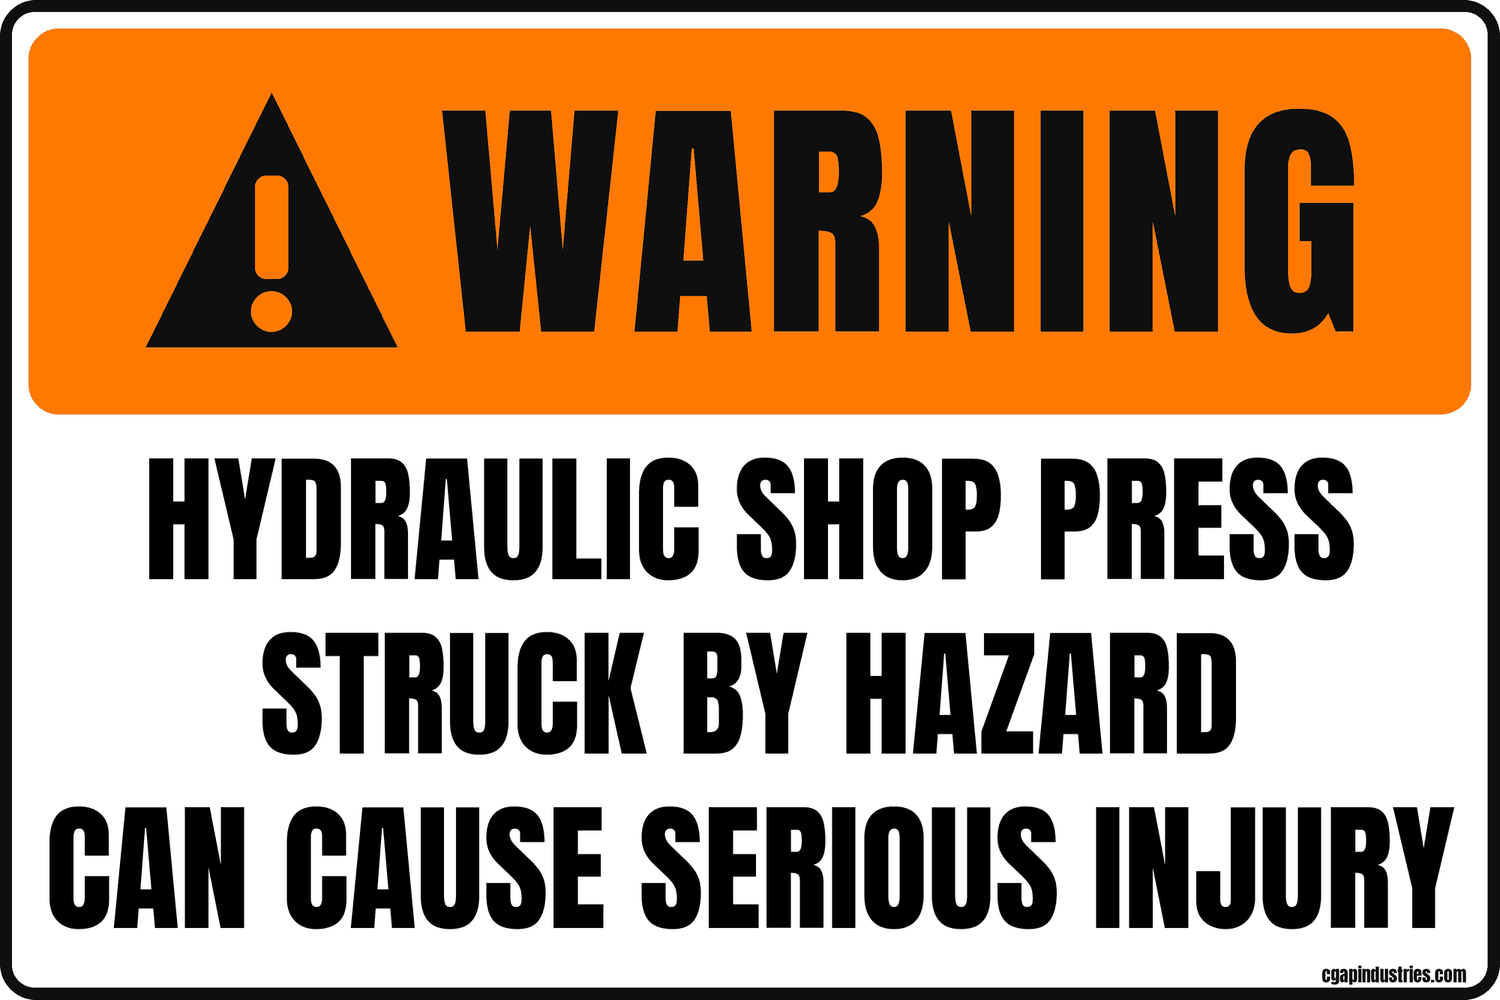 WARNING
HYDRAULIC SHOP PRESS
STRUCK BY HAZARD
CAN CAUSE SERIOUS INJURY
cgapindustries.com